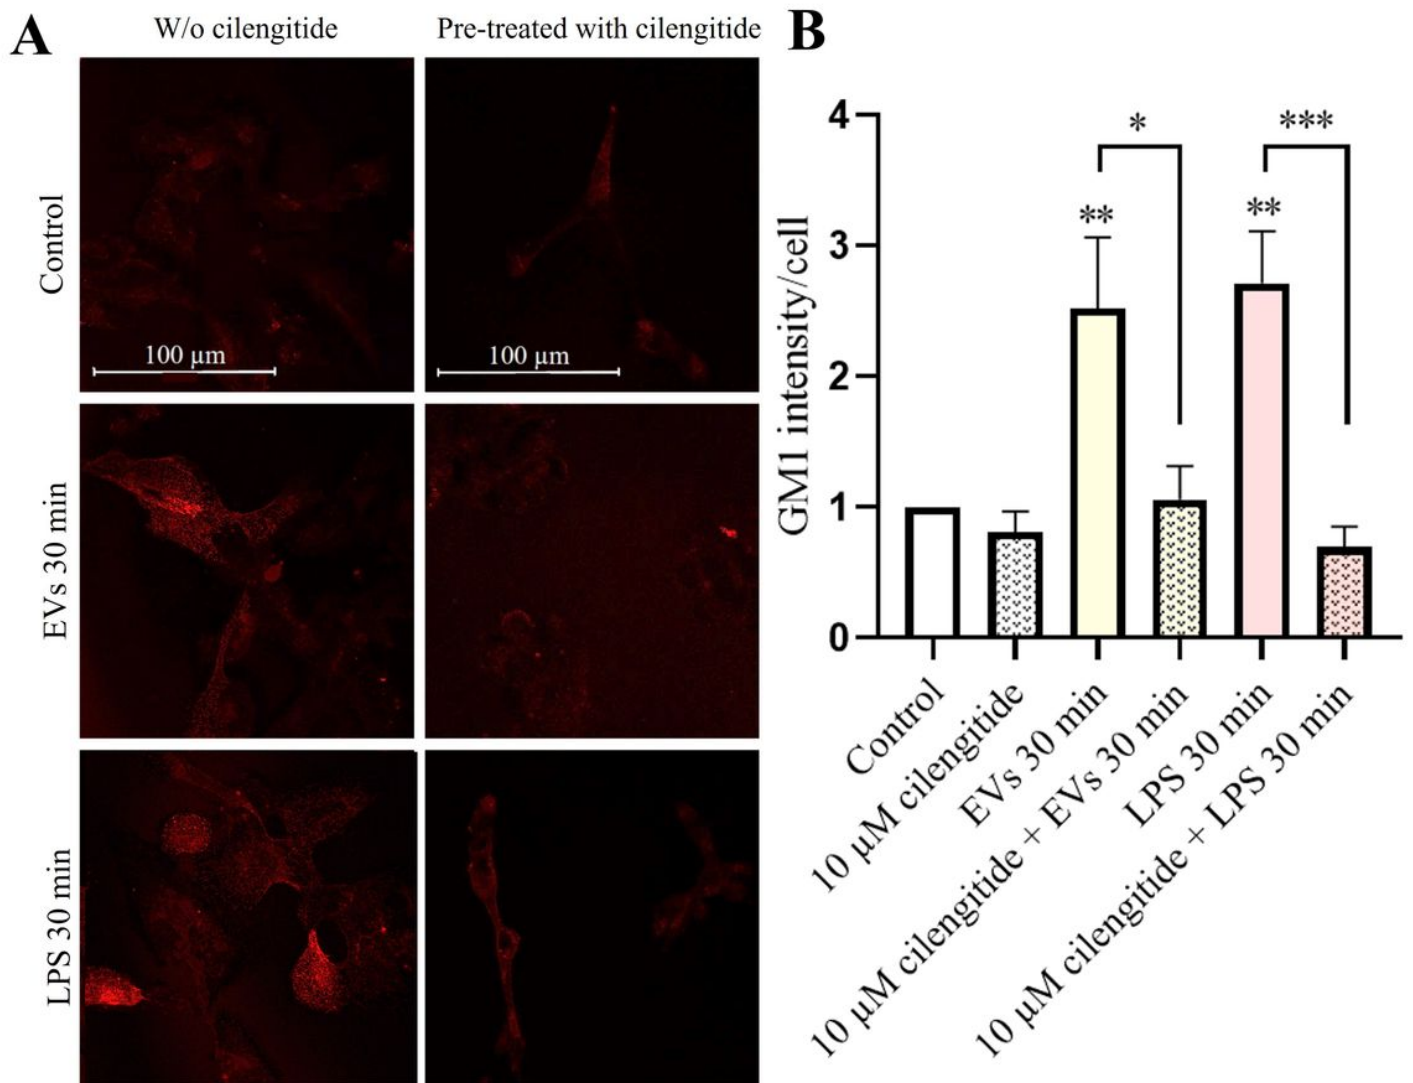 A
W/o cilengitide
Pre-treated with cilengitide
Control
100 µm
100 µm
EVs 30 min
LPS 30 min
B
GM1 intensity/cell
4
3
2
1
0
*
***
**
**
Control
10 µM cilengitide
EVs 30 min
10 µM cilengitide + EVs 30 min
LPS 30 min
10 µM cilengitide + LPS 30 min